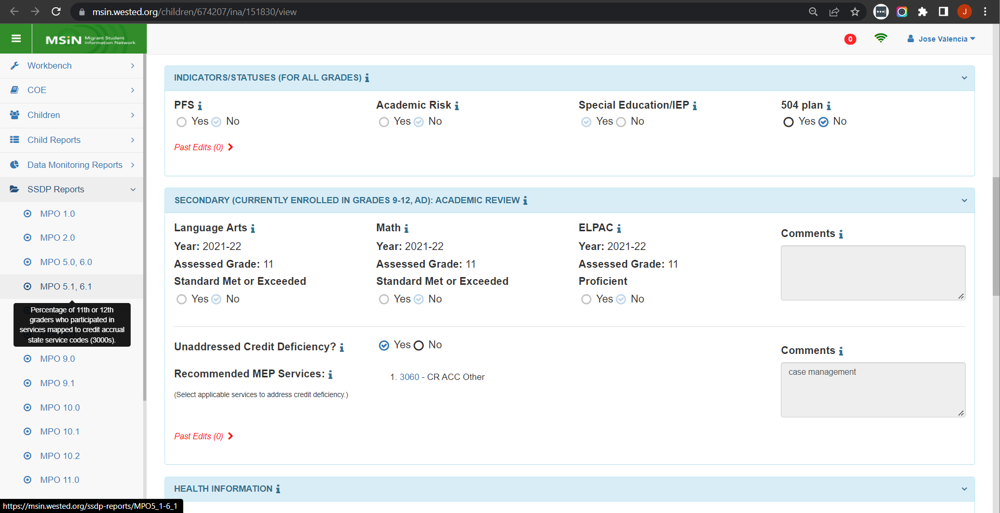 msin.wested.org/children/674207/ina/151830/view
J
MSiN Migrant Student
Information Network
0
Jose Valencia
Workbench
COE
Children
Child Reports
Data Monitoring Reports
SSDP Reports
MPO 1.0
MPO 2.0
MPO 5.0, 6.0
MPO 5.1, 6.1
Percentage of 11th or 12th
graders who participated in
services mapped to credit accrual
state service codes (3000s).
MPO 9.0
MPO 9.1
MPO 10.0
MPO 10.1
MPO 10.2
MPO 11.0
https://msin.wested.org/ssdp-reports/MPO5_1-6_1
INDICATORS/STATUSES (FOR ALL GRADES)
PFS
Yes No
Academic Risk
Yes No
Special Education/IEP
Yes No
504 plan
Yes No
Past Edits (0)
SECONDARY (CURRENTLY ENROLLED IN GRADES 9-12, AD): ACADEMIC REVIEW
Language Arts
Year: 2021-22
Assessed Grade: 11
Standard Met or Exceeded
Yes No
Math
Year: 2021-22
Assessed Grade: 11
Standard Met or Exceeded
Yes No
ELPAC
Year: 2021-22
Assessed Grade: 11
Proficient
Yes No
Comments
Unaddressed Credit Deficiency?
Yes No
Recommended MEP Services:
(Select applicable services to address credit deficiency.)
1. 3060 - CR ACC Other
Comments
case management
Past Edits (0)
HEALTH INFORMATION